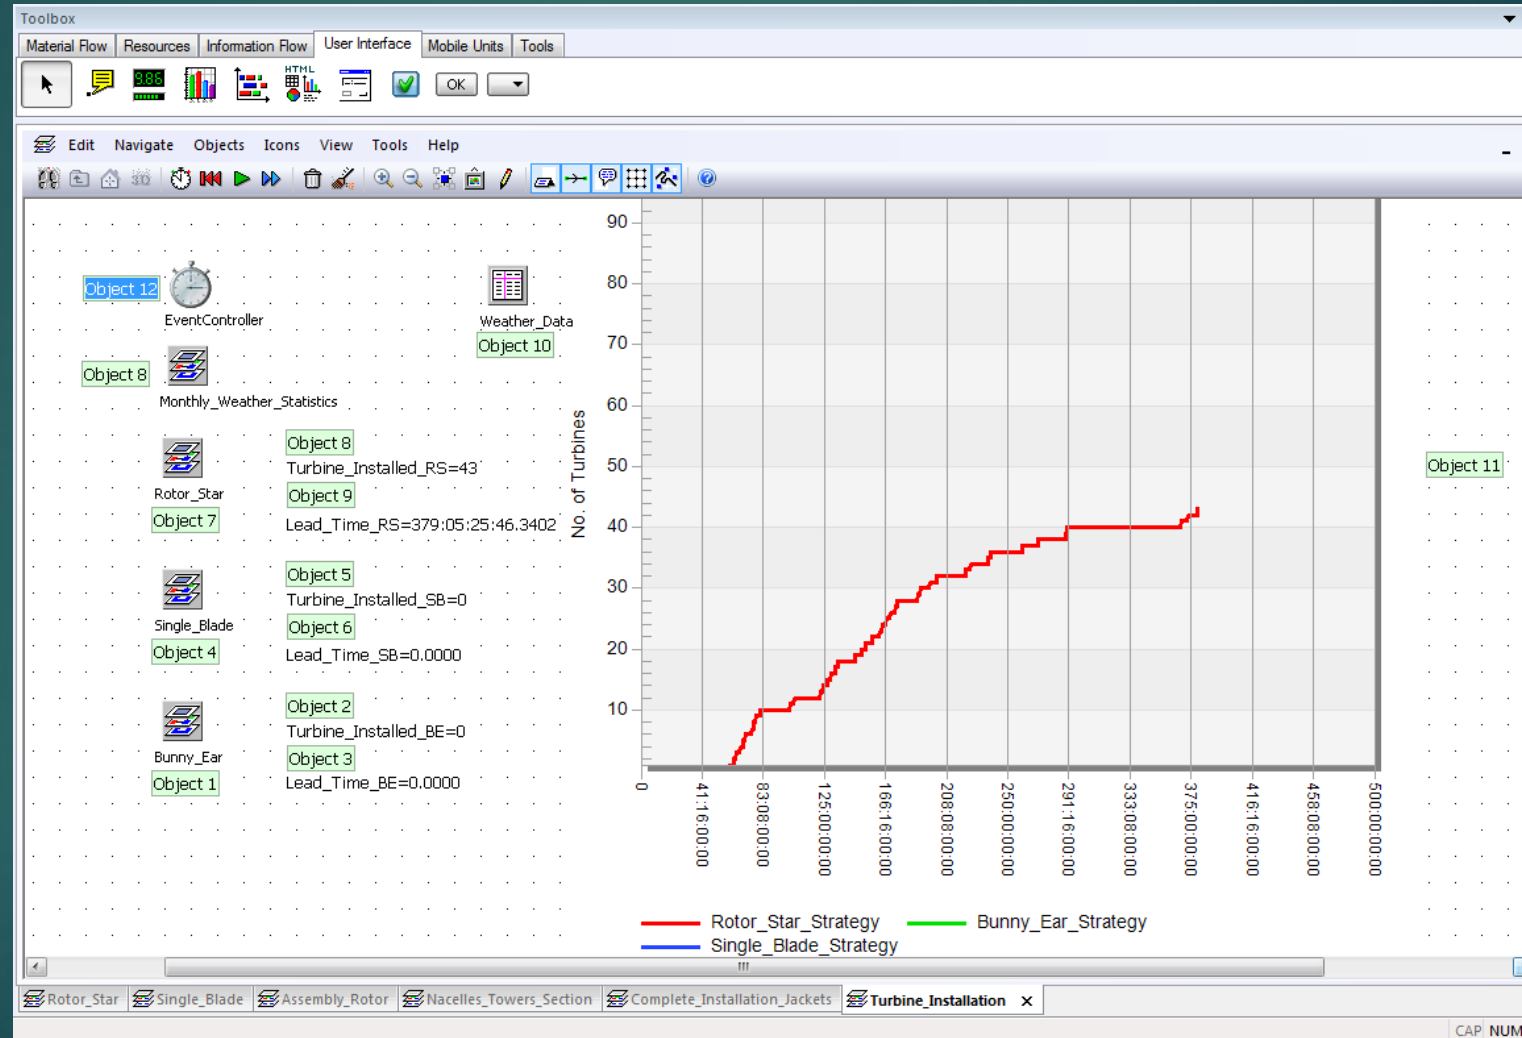 Toolbox
Material Flow Resources Information Flow User Interface Mobile Units Tools
9.86 HTML OK
Edit Navigate Objects Icons View Tools Help
3D
Object 12
EventController
Weather_Data
Object 10
Object 8
Monthly_Weather_Statistics
Rotor_Star
Object 7
Object 8
Turbine_Installed_RS=43
Object 9
Lead_Time_RS=379:05:25:46.3402
Single_Blade
Object 4
Object 5
Turbine_Installed_SB=0
Object 6
Lead_Time_SB=0.0000
Bunny_Ear
Object 1
Object 2
Turbine_Installed_BE=0
Object 3
Lead_Time_BE=0.0000
No. of Turbines
90
80
70
60
50
40
30
20
10
0
41:16:00:00
83:08:00:00
125:00:00:00
166:16:00:00
208:08:00:00
250:00:00:00
291:16:00:00
333:08:00:00
375:00:00:00
416:16:00:00
458:08:00:00
500:00:00:00
Object 11
Rotor_Star_Strategy Bunny_Ear_Strategy
Single_Blade_Strategy
Rotor_Star Single_Blade Assembly_Rotor Nacelles_Towers_Section Complete_Installation_Jackets Turbine_Installation
CAP NUM